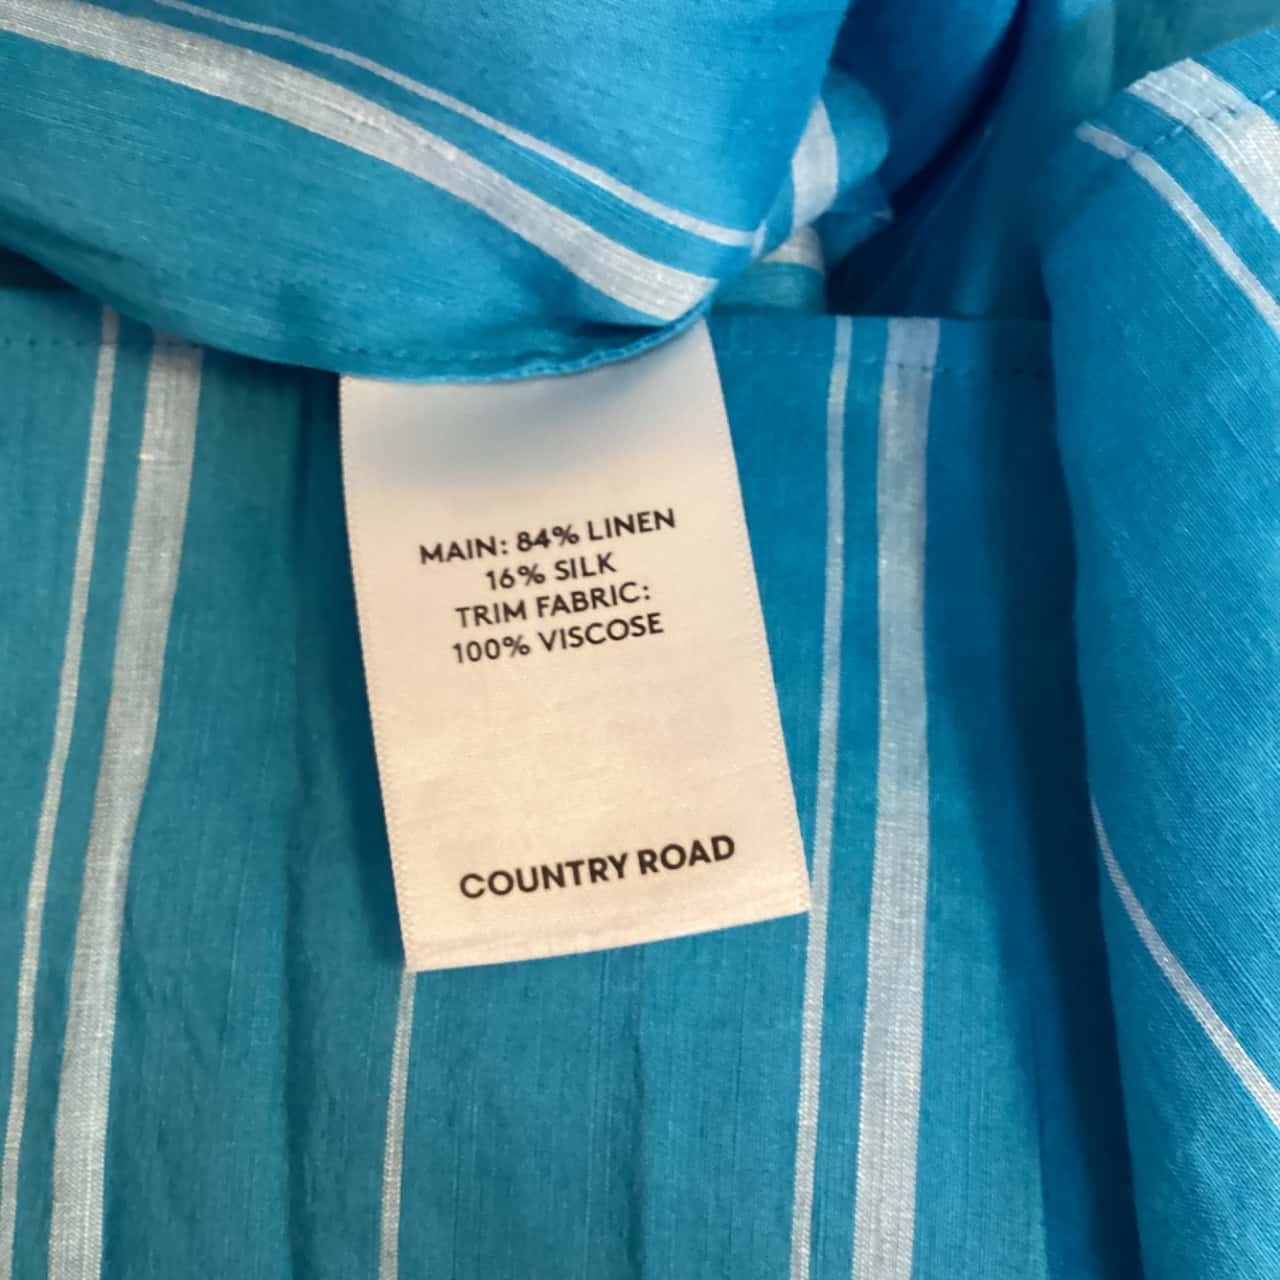 MAIN: 84% LINEN
16% SILK
TRIM FABRIC:
100% VISCOSE
COUNTRY ROAD